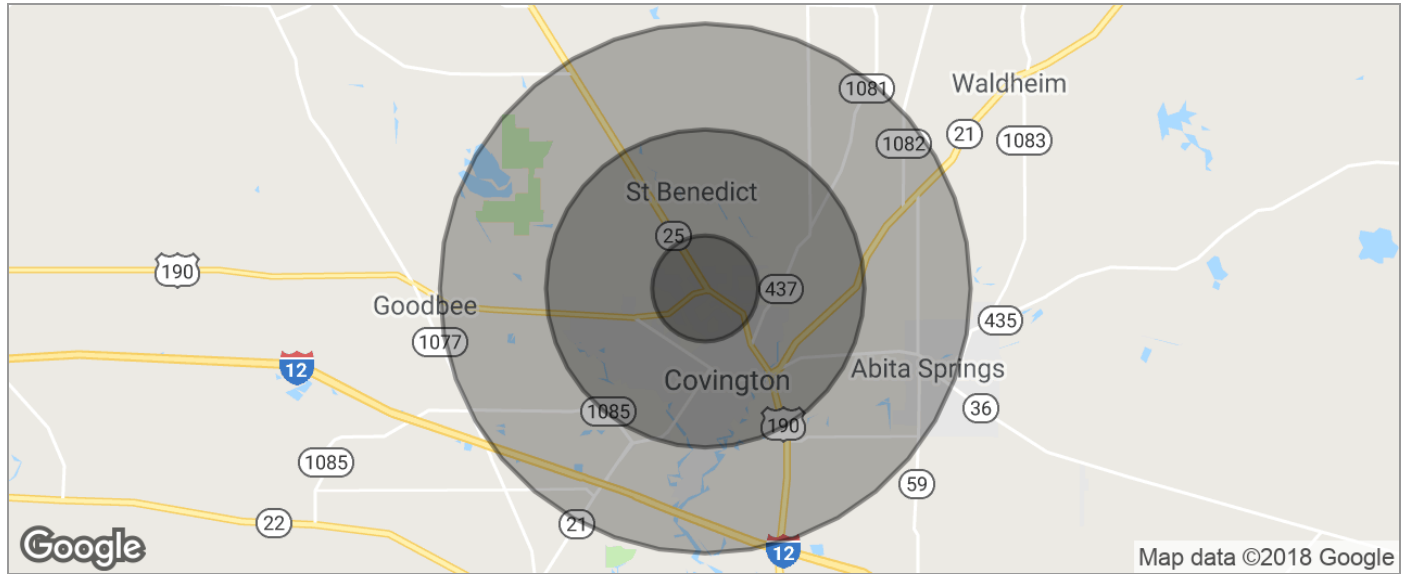 1081
Waldheim
21
1082
1083
St Benedict
25
190
437
Goodbee
435
1077
12
Abita Springs
Covington
36
1085
190
1085
59
22
21
12
Google
Map data ©2018 Google